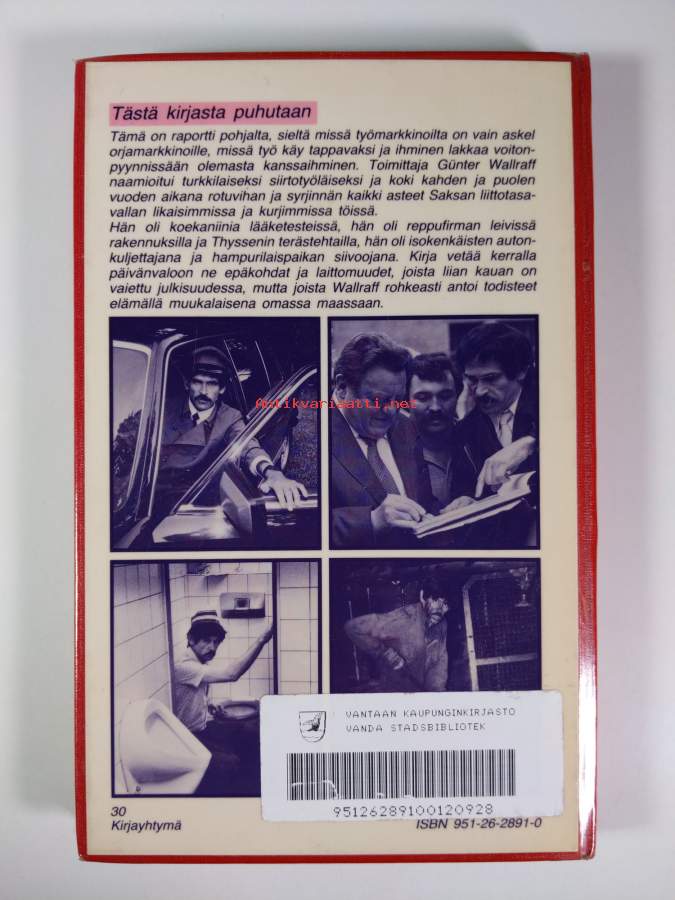 Tästä kirjasta puhutaan
Tämä on raportti pohjalta, sieltä missä työmarkkinoilta on vain askel
orjamarkkinoille, missä työ käy tappavaksi ja ihminen lakkaa voiton-
pyynnissään olemasta kanssaihminen. Toimittaja Günter Wallraff
naamioitui turkkilaiseksi siirtotyöläiseksi ja koki kahden ja puolen
vuoden aikana rotuvihan ja syrjinnän kaikki asteet Saksan liittotasa-
vallan likaisimmissa ja kurjimmissa töissä.
Hän oli koekaniinia lääketesteissä, hän oli reppufirman leivissä
rakennuksilla ja Thyssenin terästehtailla, hän oli isokenkäisten auton-
kuljettajana ja hampurilaispaikan siivoojana. Kirja vetää kerralla
päivänvaloon ne epäkohdat ja laittomuudet, joista liian kauan on
vaiettu julkisuudessa, mutta joista Wallraff rohkeasti antoi todisteet
elämällä muukalaisena omassa maassaan.
Antikvariaatti.net
VANTAAN KAUPUNGINKIRJASTO
VANDA STADSBIBLIOTEK
95126289100120928
30
Kirjayhtymä
ISBN 951-26-2891-0